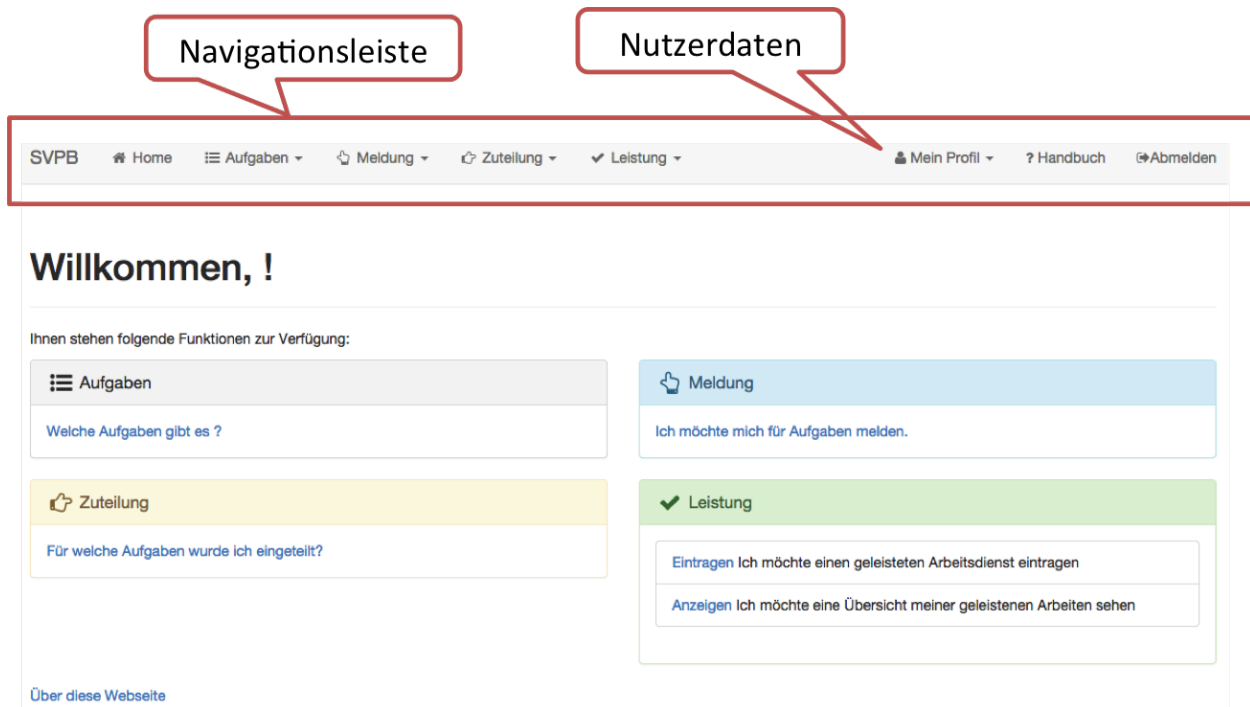 Navigationsleiste
Nutzerdaten
SVPB Home Aufgaben Meldung Zuteilung Leistung Mein Profil ? Handbuch Abmelden
Willkommen, !
Ihnen stehen folgende Funktionen zur Verfügung:
Aufgaben
Welche Aufgaben gibt es ?
Meldung
Ich möchte mich für Aufgaben melden.
Zuteilung
Für welche Aufgaben wurde ich eingeteilt?
Leistung
Eintragen Ich möchte einen geleisteten Arbeitsdienst eintragen
Anzeigen Ich möchte eine Übersicht meiner geleistenen Arbeiten sehen
Über diese Webseite